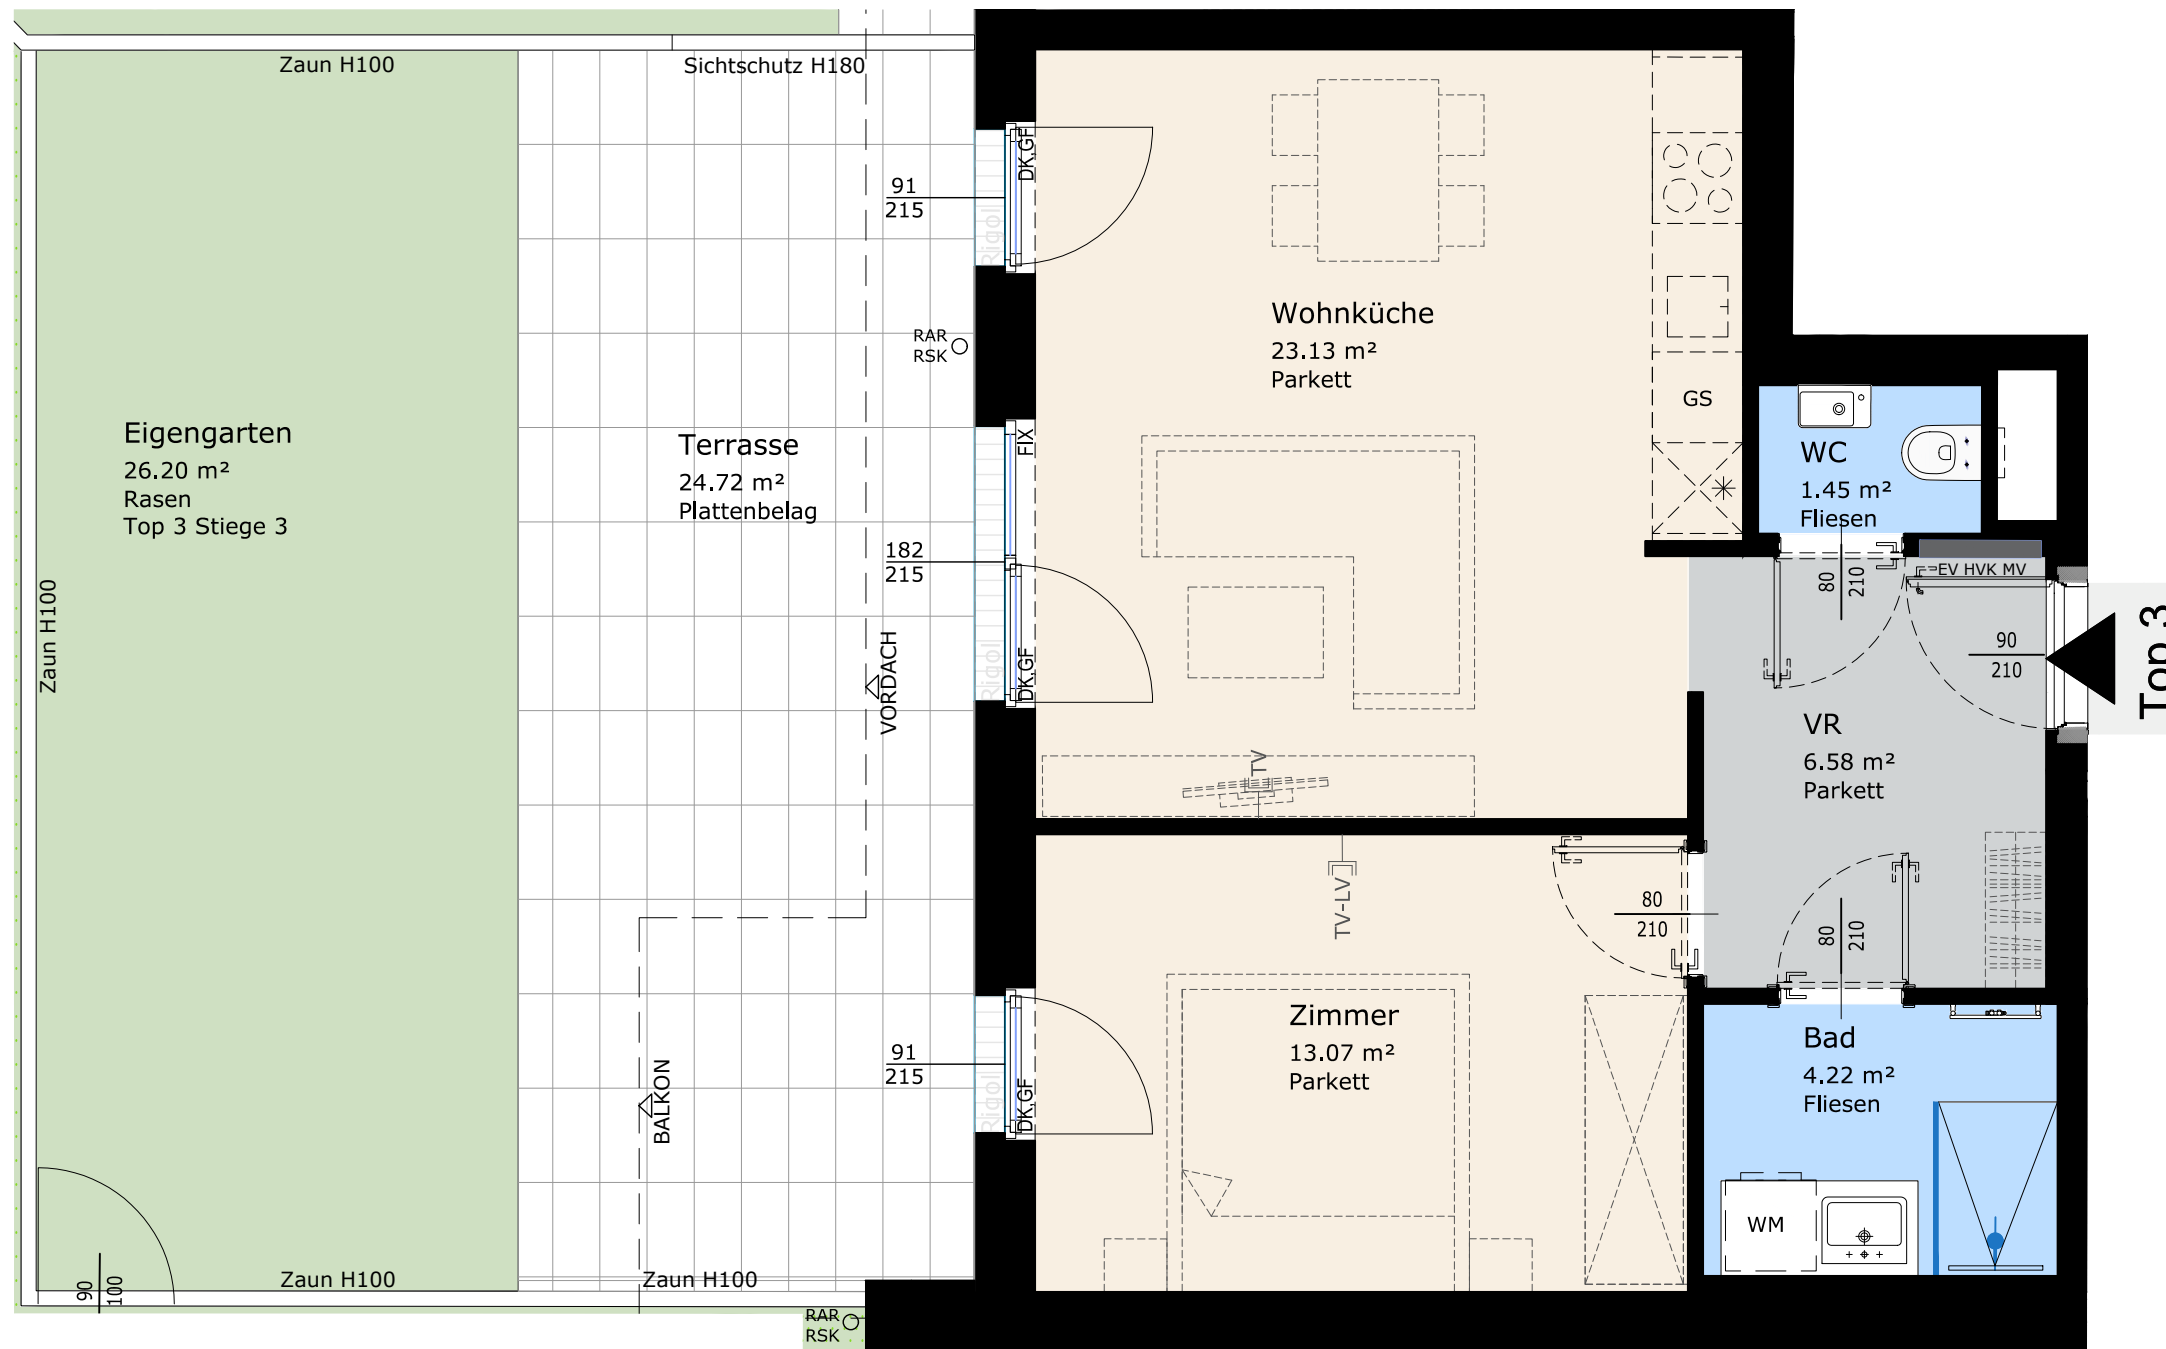 Zaun H100
Sichtschutz H180
DK,GF
91
215
Rigol
Wohnküche
23.13 m²
Parkett
RAR
RSK
GS
Eigengarten
26.20 m²
Rasen
Top 3 Stiege 3
Terrasse
24.72 m²
Plattenbelag
FIX
WC
1.45 m²
Fliesen
182
215
80
210
EV HVK MV
Zaun H100
VORDACH
Rigol
DK,GF
90
210
Top 3
VR
6.58 m²
Parkett
TV
TV-LV
80
210
80
210
Zimmer
13.07 m²
Parkett
Bad
4.22 m²
Fliesen
91
215
Rigol
DK,GF
BALKON
WM
90
100
Zaun H100
Zaun H100
RAR
RSK